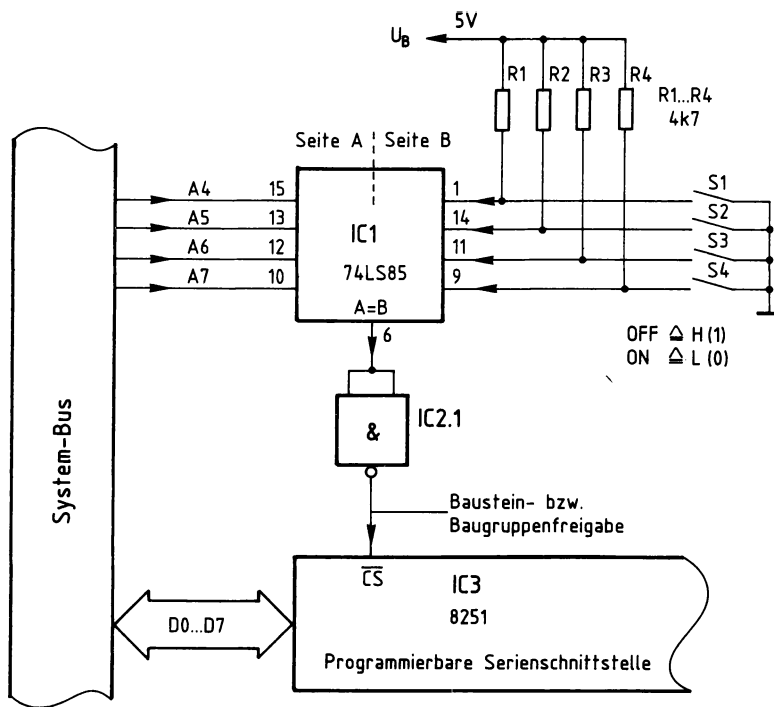 U_B 5V
R1 R2 R3 R4
R1...R4
4k7
Seite A Seite B
A4 15 1 S1
A5 13 14 S2
A6 12 11 S3
A7 10 9 S4
IC1
74LS85
A=B
6
OFF ≙ H(1)
ON ≙ L(0)
&
IC2.1
System-Bus
Baustein- bzw.
Baugruppenfreigabe
C̅S̅
IC3
8251
D0...D7
Programmierbare Serienschnittstelle